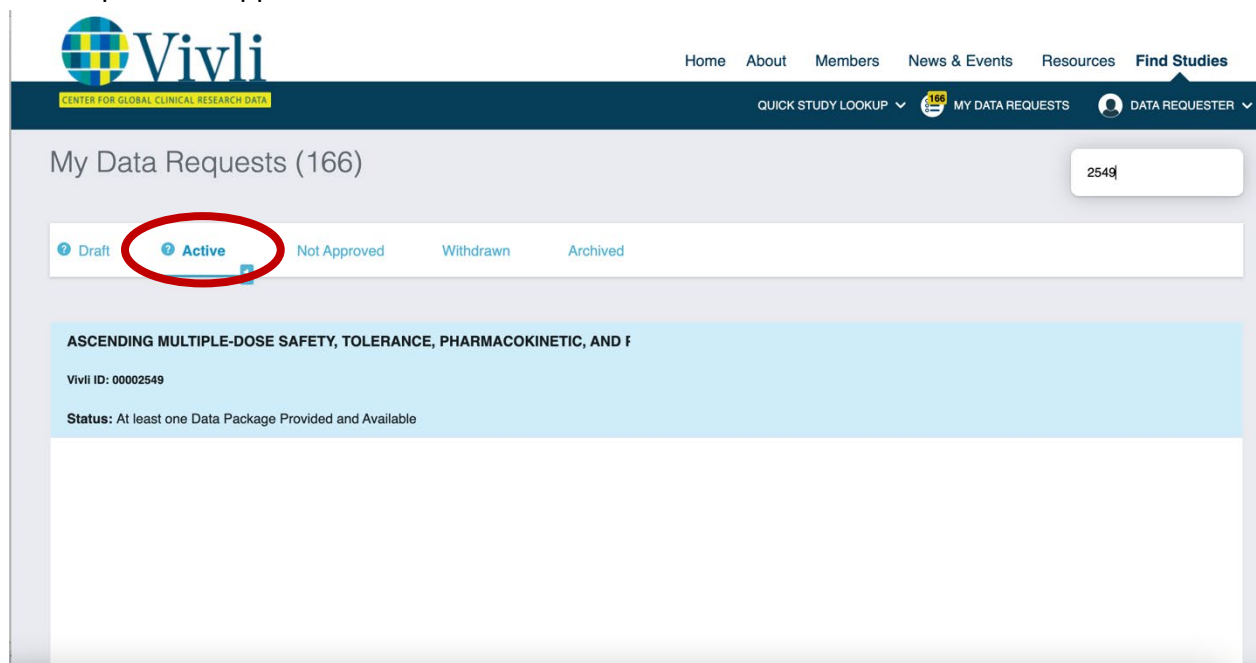 Vivli
CENTER FOR GLOBAL CLINICAL RESEARCH DATA
Home About Members News & Events Resources Find Studies
QUICK STUDY LOOKUP 166 MY DATA REQUESTS DATA REQUESTER
My Data Requests (166)
2549
? Draft ? Active Not Approved Withdrawn Archived
ASCENDING MULTIPLE-DOSE SAFETY, TOLERANCE, PHARMACOKINETIC, AND
Vivli ID: 00002549
Status: At least one Data Package Provided and Available